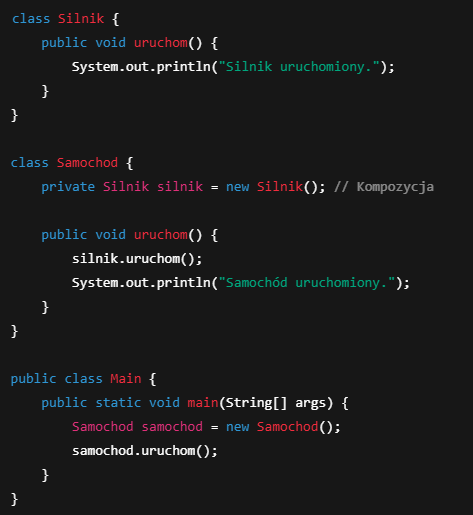 class Silnik {
    public void uruchom() {
        System.out.println("Silnik uruchomiony.");
    }
}

class Samochod {
    private Silnik silnik = new Silnik(); // Kompozycja

    public void uruchom() {
        silnik.uruchom();
        System.out.println("Samochód uruchomiony.");
    }
}

public class Main {
    public static void main(String[] args) {
        Samochod samochod = new Samochod();
        samochod.uruchom();
    }
}